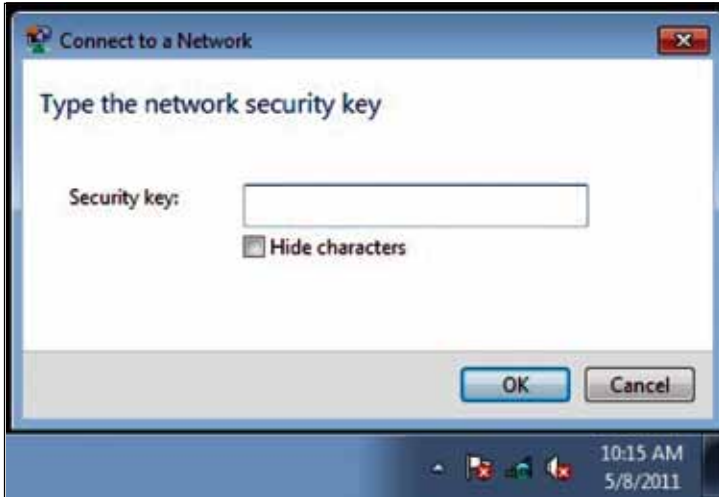 Connect to a Network
Type the network security key
Security key:
Hide characters
OK Cancel
10:15 AM
5/8/2011